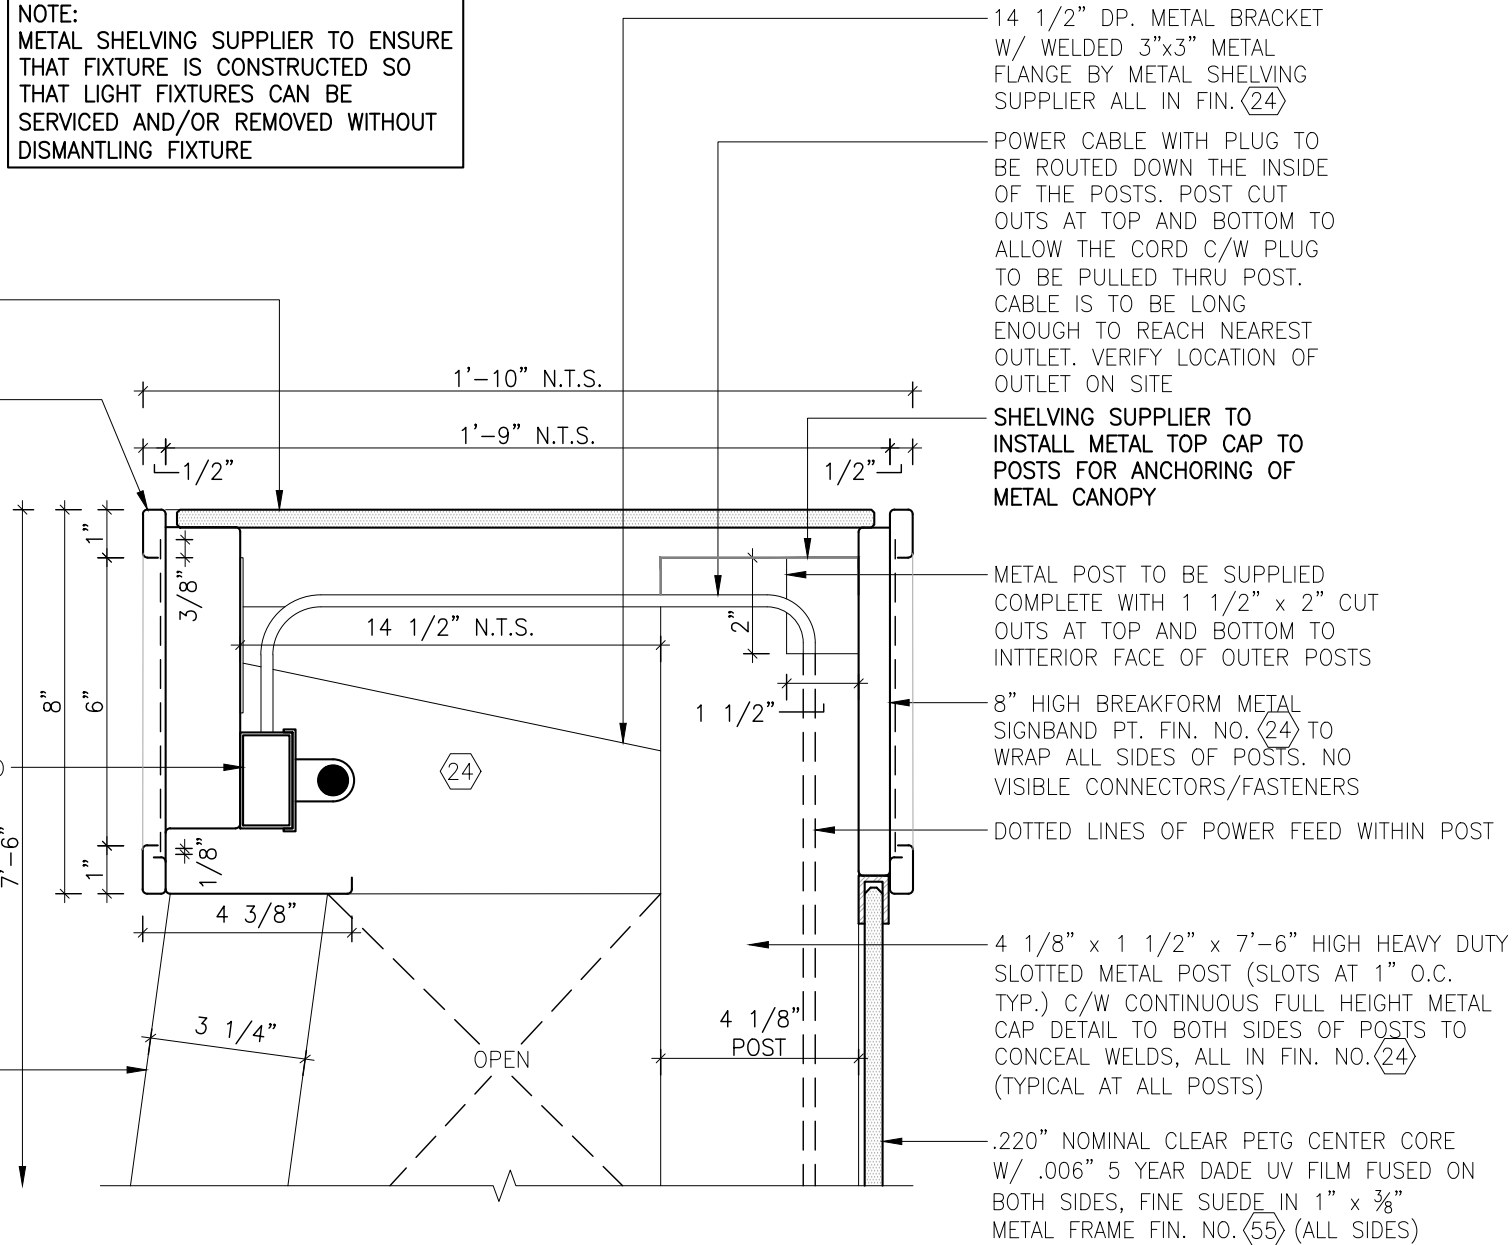 NOTE:
METAL SHELVING SUPPLIER TO ENSURE
THAT FIXTURE IS CONSTRUCTED SO
THAT LIGHT FIXTURES CAN BE
SERVICED AND/OR REMOVED WITHOUT
DISMANTLING FIXTURE
14 1/2" DP. METAL BRACKET
W/ WELDED 3"x3" METAL
FLANGE BY METAL SHELVING
SUPPLIER ALL IN FIN. 24
POWER CABLE WITH PLUG TO
BE ROUTED DOWN THE INSIDE
OF THE POSTS. POST CUT
OUTS AT TOP AND BOTTOM TO
ALLOW THE CORD C/W PLUG
TO BE PULLED THRU POST.
CABLE IS TO BE LONG
ENOUGH TO REACH NEAREST
OUTLET. VERIFY LOCATION OF
OUTLET ON SITE
SHELVING SUPPLIER TO
INSTALL METAL TOP CAP TO
POSTS FOR ANCHORING OF
METAL CANOPY
METAL POST TO BE SUPPLIED
COMPLETE WITH 1 1/2" x 2" CUT
OUTS AT TOP AND BOTTOM TO
INTTERIOR FACE OF OUTER POSTS
8" HIGH BREAKFORM METAL
SIGNBAND PT. FIN. NO. 24 TO
WRAP ALL SIDES OF POSTS. NO
VISIBLE CONNECTORS/FASTENERS
DOTTED LINES OF POWER FEED WITHIN POST
4 1/8" x 1 1/2" x 7'-6" HIGH HEAVY DUTY
SLOTTED METAL POST (SLOTS AT 1" O.C.
TYP.) C/W CONTINUOUS FULL HEIGHT METAL
CAP DETAIL TO BOTH SIDES OF POSTS TO
CONCEAL WELDS, ALL IN FIN. NO. 24
(TYPICAL AT ALL POSTS)
.220" NOMINAL CLEAR PETG CENTER CORE
W/ .006" 5 YEAR DADE UV FILM FUSED ON
BOTH SIDES, FINE SUEDE IN 1" x 3/8"
METAL FRAME FIN. NO. 55 (ALL SIDES)
1'-10" N.T.S.
1'-9" N.T.S.
1/2"
1/2"
1"
3/8"
14 1/2" N.T.S.
2"
8"
6"
1 1/2"
24
7'-6"
1"
1/8"
4 3/8"
3 1/4"
4 1/8"
POST
OPEN